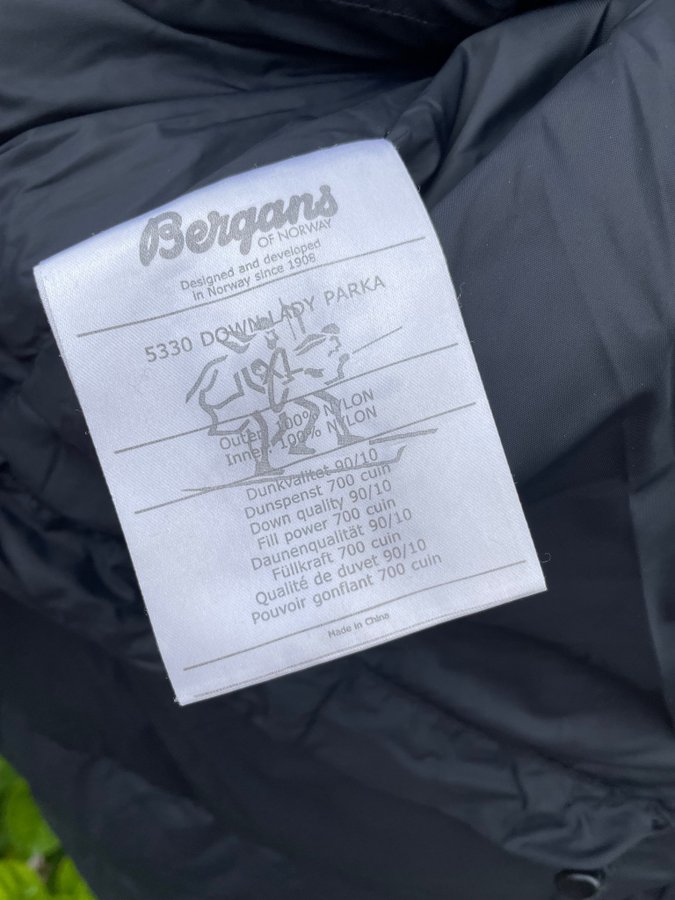 Bergans
OF NORWAY
Designed and developed
in Norway since 1908
5330 DOWN LADY PARKA
Outer 100% NYLON
Inner 100% NYLON
Dunkvalitet 90/10
Dunspenst 700 cuin
Down quality 90/10
Fill power 700 cuin
Daunenqualität 90/10
Füllkraft 700 cuin
Qualité de duvet 90/10
Pouvoir gonflant 700 cuin
Made in China